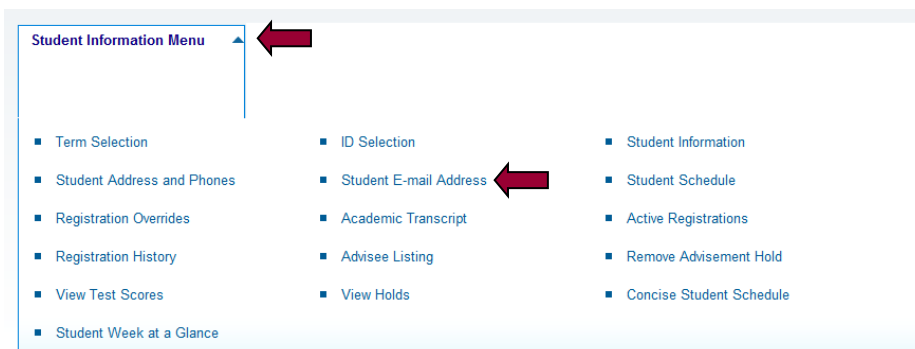 Student Information Menu
Term Selection
ID Selection
Student Information
Student Address and Phones
Student E-mail Address
Student Schedule
Registration Overrides
Academic Transcript
Active Registrations
Registration History
Advisee Listing
Remove Advisement Hold
View Test Scores
View Holds
Concise Student Schedule
Student Week at a Glance